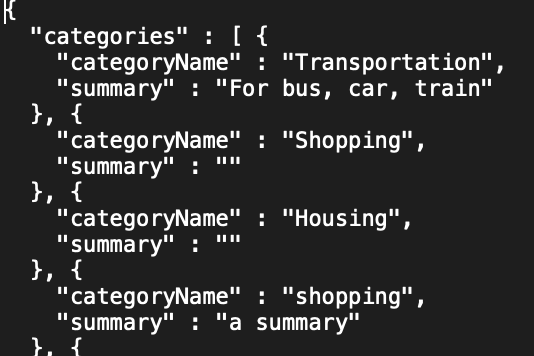 {
  "categories" : [ {
    "categoryName" : "Transportation",
    "summary" : "For bus, car, train"
  }, {
    "categoryName" : "Shopping",
    "summary" : ""
  }, {
    "categoryName" : "Housing",
    "summary" : ""
  }, {
    "categoryName" : "shopping",
    "summary" : "a summary"
  }, {